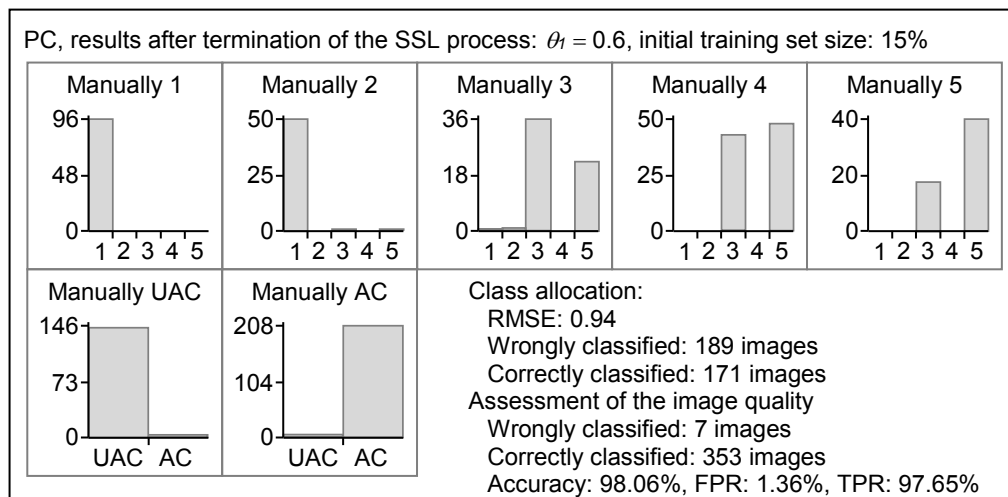 PC, results after termination of the SSL process: θ₁ = 0.6, initial training set size: 15%
Manually 1
96
48
0
1 2 3 4 5
Manually 2
50
25
0
1 2 3 4 5
Manually 3
36
18
0
1 2 3 4 5
Manually 4
50
25
0
1 2 3 4 5
Manually 5
40
20
0
1 2 3 4 5
Manually UAC
146
73
0
UAC AC
Manually AC
208
104
0
UAC AC
Class allocation:
RMSE: 0.94
Wrongly classified: 189 images
Correctly classified: 171 images
Assessment of the image quality
Wrongly classified: 7 images
Correctly classified: 353 images
Accuracy: 98.06%, FPR: 1.36%, TPR: 97.65%